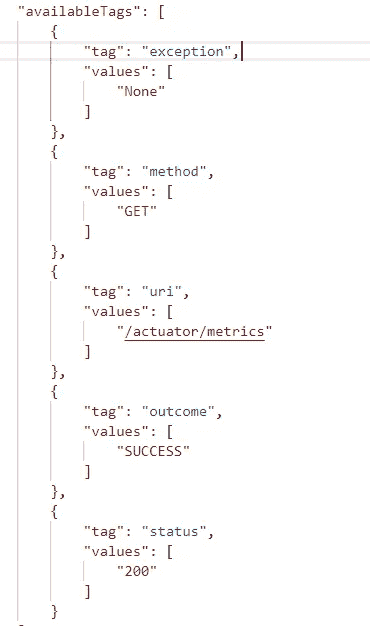 "availableTags": [
{
"tag": "exception",
"values": [
"None"
]
},
{
"tag": "method",
"values": [
"GET"
]
},
{
"tag": "uri",
"values": [
"/actuator/metrics"
]
},
{
"tag": "outcome",
"values": [
"SUCCESS"
]
},
{
"tag": "status",
"values": [
"200"
]
}